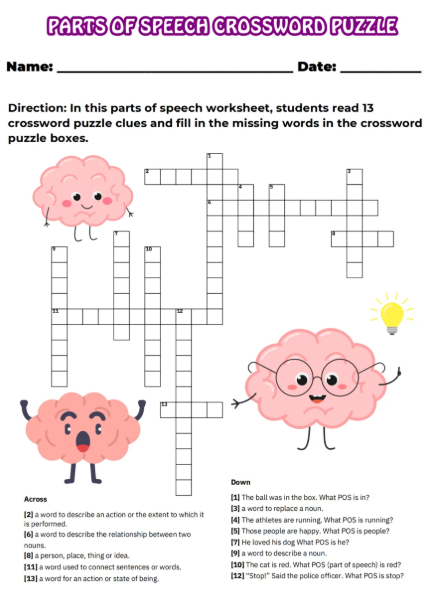 PARTS OF SPEECH CROSSWORD PUZZLE
Name: ______________________ Date: ____________
Direction: In this parts of speech worksheet, students read 13
crossword puzzle clues and fill in the missing words in the crossword
puzzle boxes.
1
2
3
4
5
6
7
8
9
10
11
12
13
Across
[2] a word to describe an action or the extent to which it
is performed.
[6] a word to describe the relationship between two
nouns.
[8] a person, place, thing or idea.
[11] a word used to connect sentences or words.
[13] a word for an action or state of being.
Down
[1] The ball was in the box. What POS is in?
[3] a word to replace a noun.
[4] The athletes are running. What POS is running?
[5] Those people are happy. What POS is people?
[7] He loved his dog What POS is he?
[9] a word to describe a noun.
[10] The cat is red. What POS (part of speech) is red?
[12] "Stop!" Said the police officer. What POS is stop?